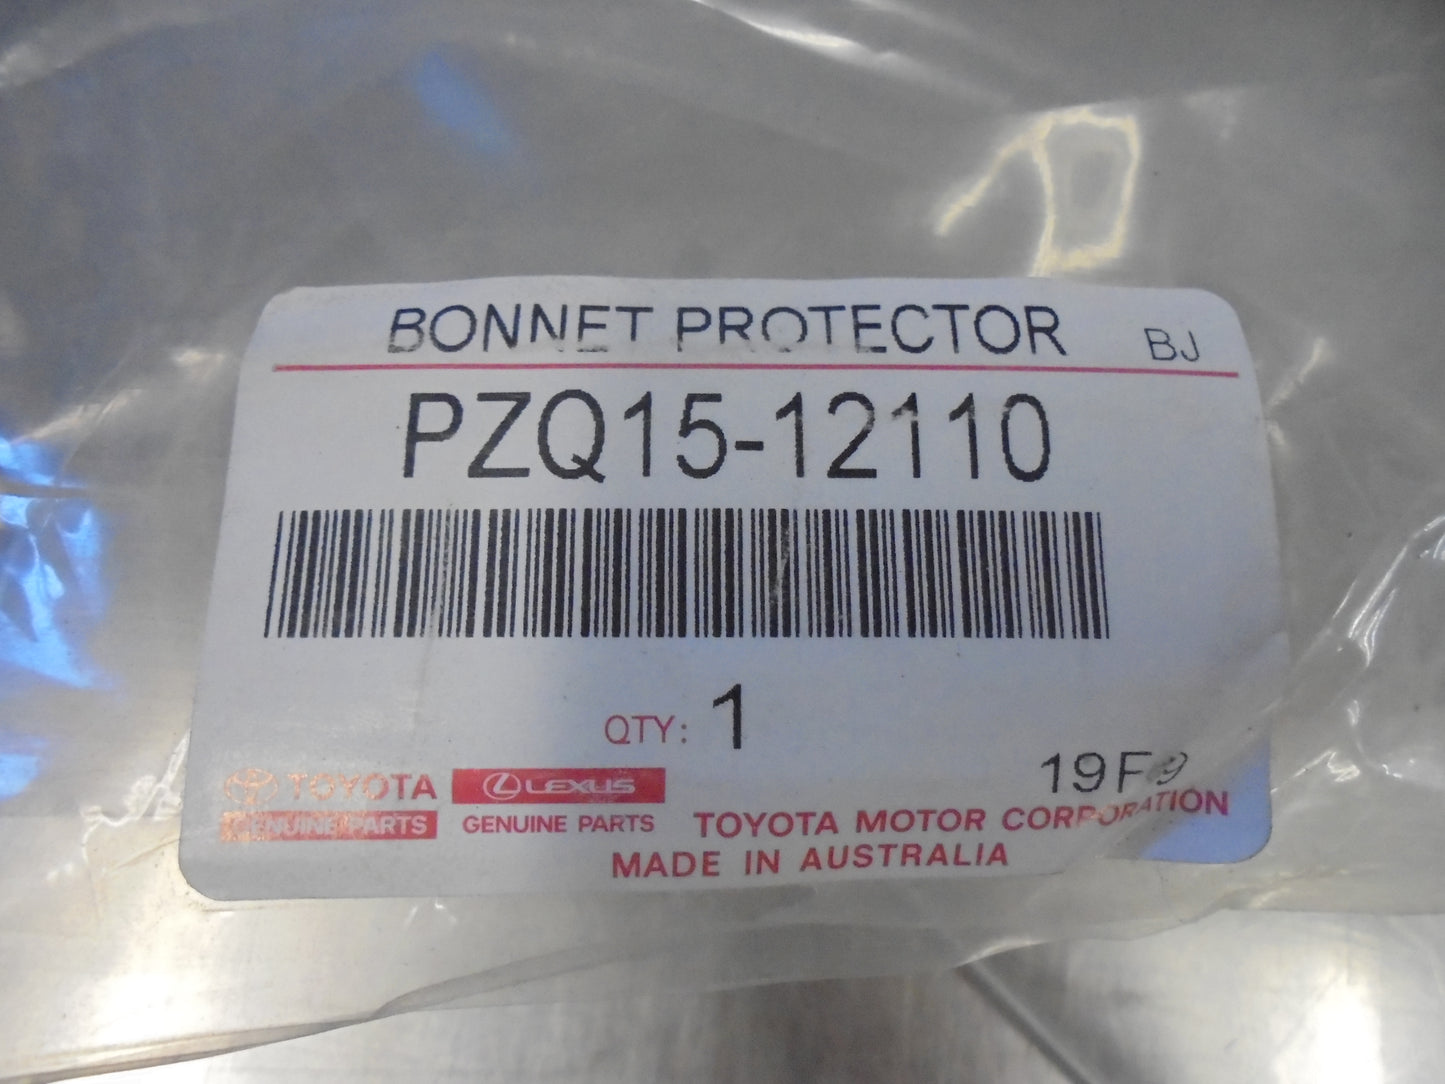 BONNET PROTECTOR BJ
PZQ15-12110
QTY: 1
19F9
TOYOTA LEXUS
GENUINE PARTS GENUINE PARTS TOYOTA MOTOR CORPORATION
MADE IN AUSTRALIA